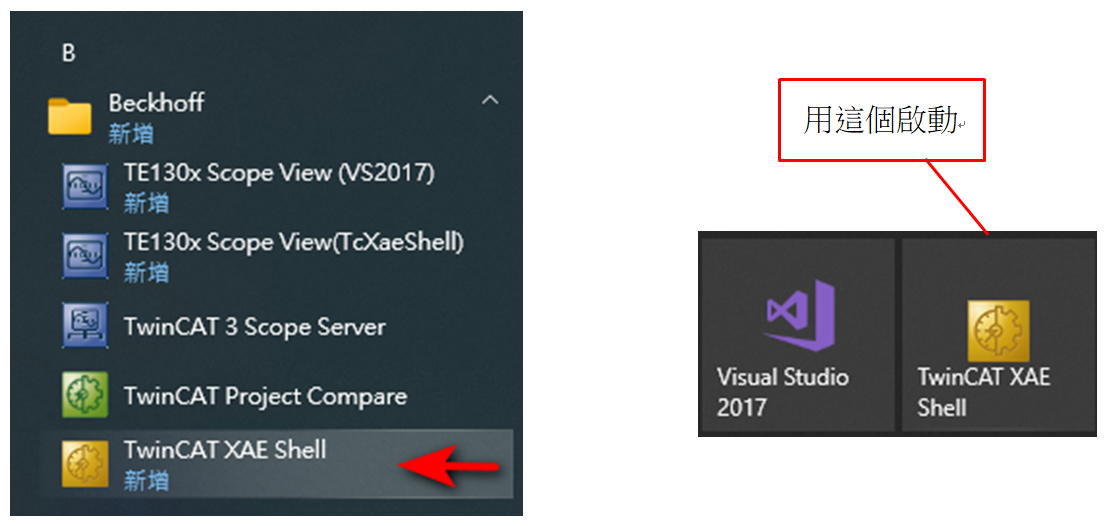 B
Beckhoff
新增
TE130x Scope View (VS2017)
新增
TE130x Scope View(TcXaeShell)
新增
TwinCAT 3 Scope Server
TwinCAT Project Compare
TwinCAT XAE Shell
新增
用這個啟動
Visual Studio
2017
TwinCAT XAE
Shell